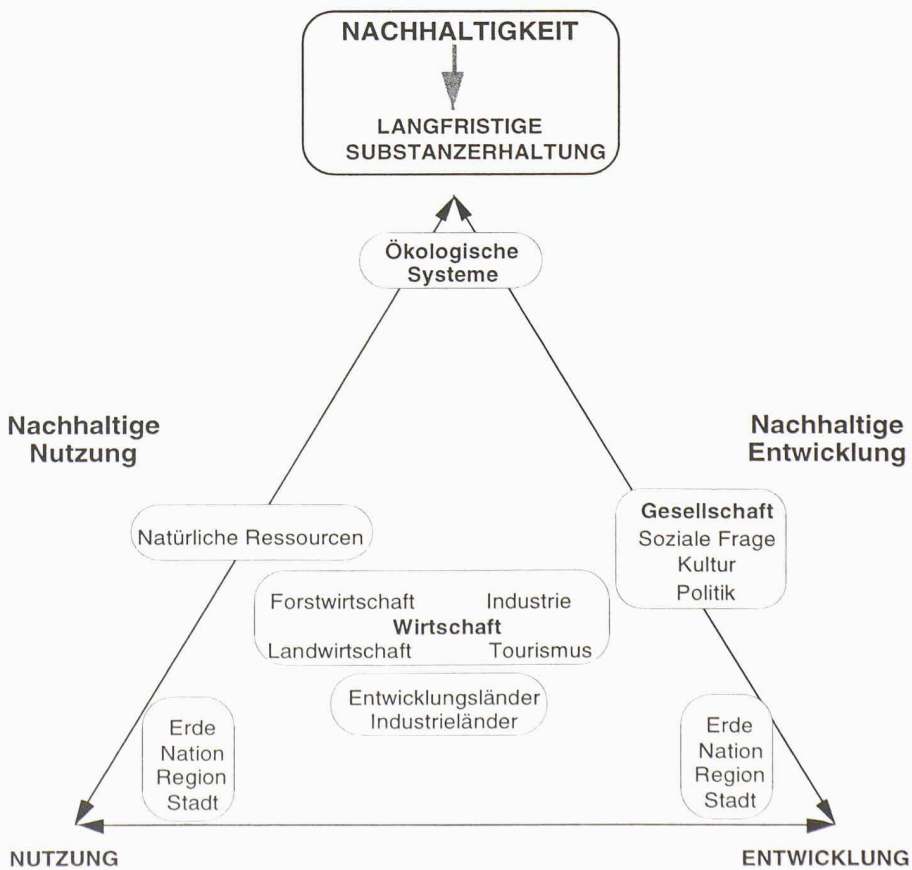 NACHHALTIGKEIT
LANGFRISTIGE
SUBSTANZERHALTUNG
Ökologische
Systeme
Nachhaltige
Nutzung
Nachhaltige
Entwicklung
Natürliche Ressourcen
Gesellschaft
Soziale Frage
Kultur
Politik
Forstwirtschaft Industrie
Wirtschaft
Landwirtschaft Tourismus
Entwicklungsländer
Industrieländer
Erde
Nation
Region
Stadt
Erde
Nation
Region
Stadt
NUTZUNG
ENTWICKLUNG